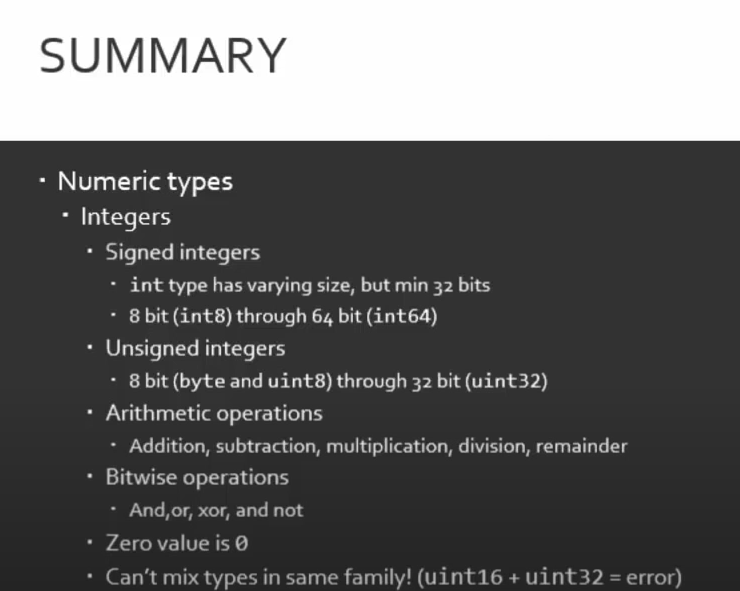 SUMMARY
▪ Numeric types
▪ Integers
▪ Signed integers
▪ int type has varying size, but min 32 bits
▪ 8 bit (int8) through 64 bit (int64)
▪ Unsigned integers
▪ 8 bit (byte and uint8) through 32 bit (uint32)
▪ Arithmetic operations
▪ Addition, subtraction, multiplication, division, remainder
▪ Bitwise operations
▪ And,or, xor, and not
▪ Zero value is 0
▪ Can't mix types in same family! (uint16 + uint32 = error)